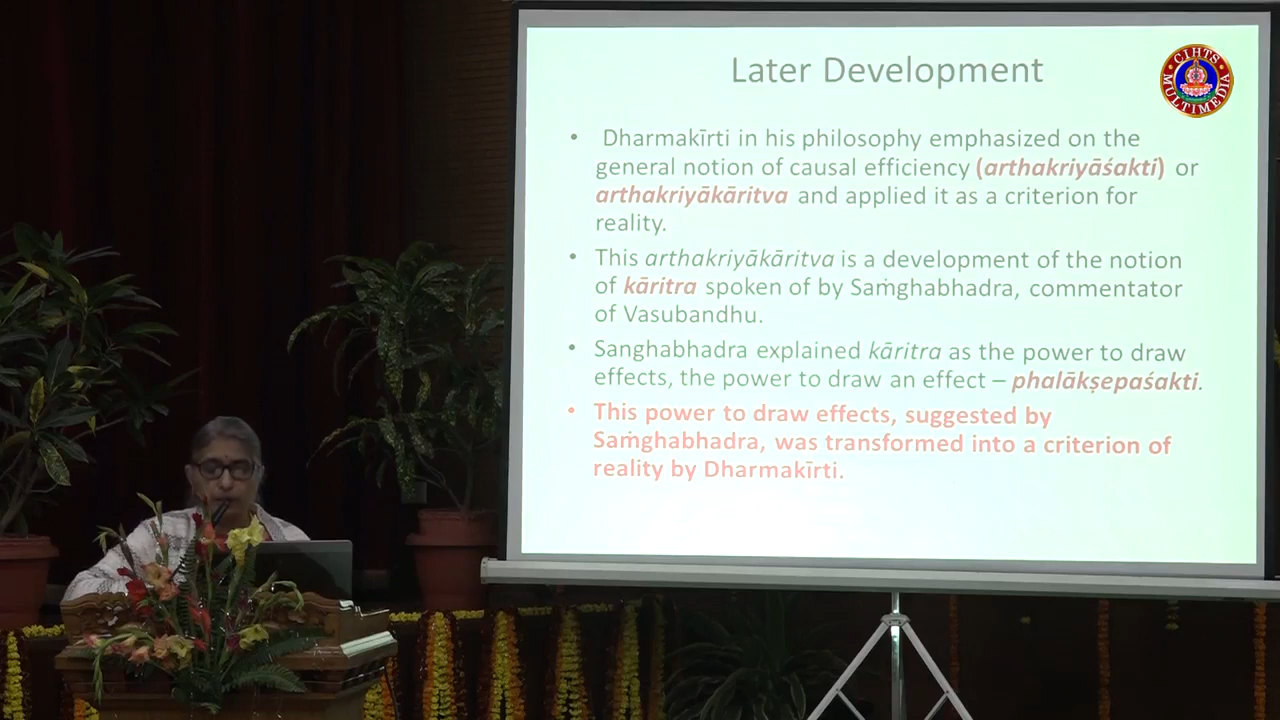 Later Development
CIHTS
MULTIMEDIA
• Dharmakīrti in his philosophy emphasized on the
general notion of causal efficiency (arthakriyāśakti) or
arthakriyākāritva and applied it as a criterion for
reality.
• This arthakriyākāritva is a development of the notion
of kāritra spoken of by Saṁghabhadra, commentator
of Vasubandhu.
• Sanghabhadra explained kāritra as the power to draw
effects, the power to draw an effect – phalākṣepaśakti.
• This power to draw effects, suggested by
Saṁghabhadra, was transformed into a criterion of
reality by Dharmakīrti.